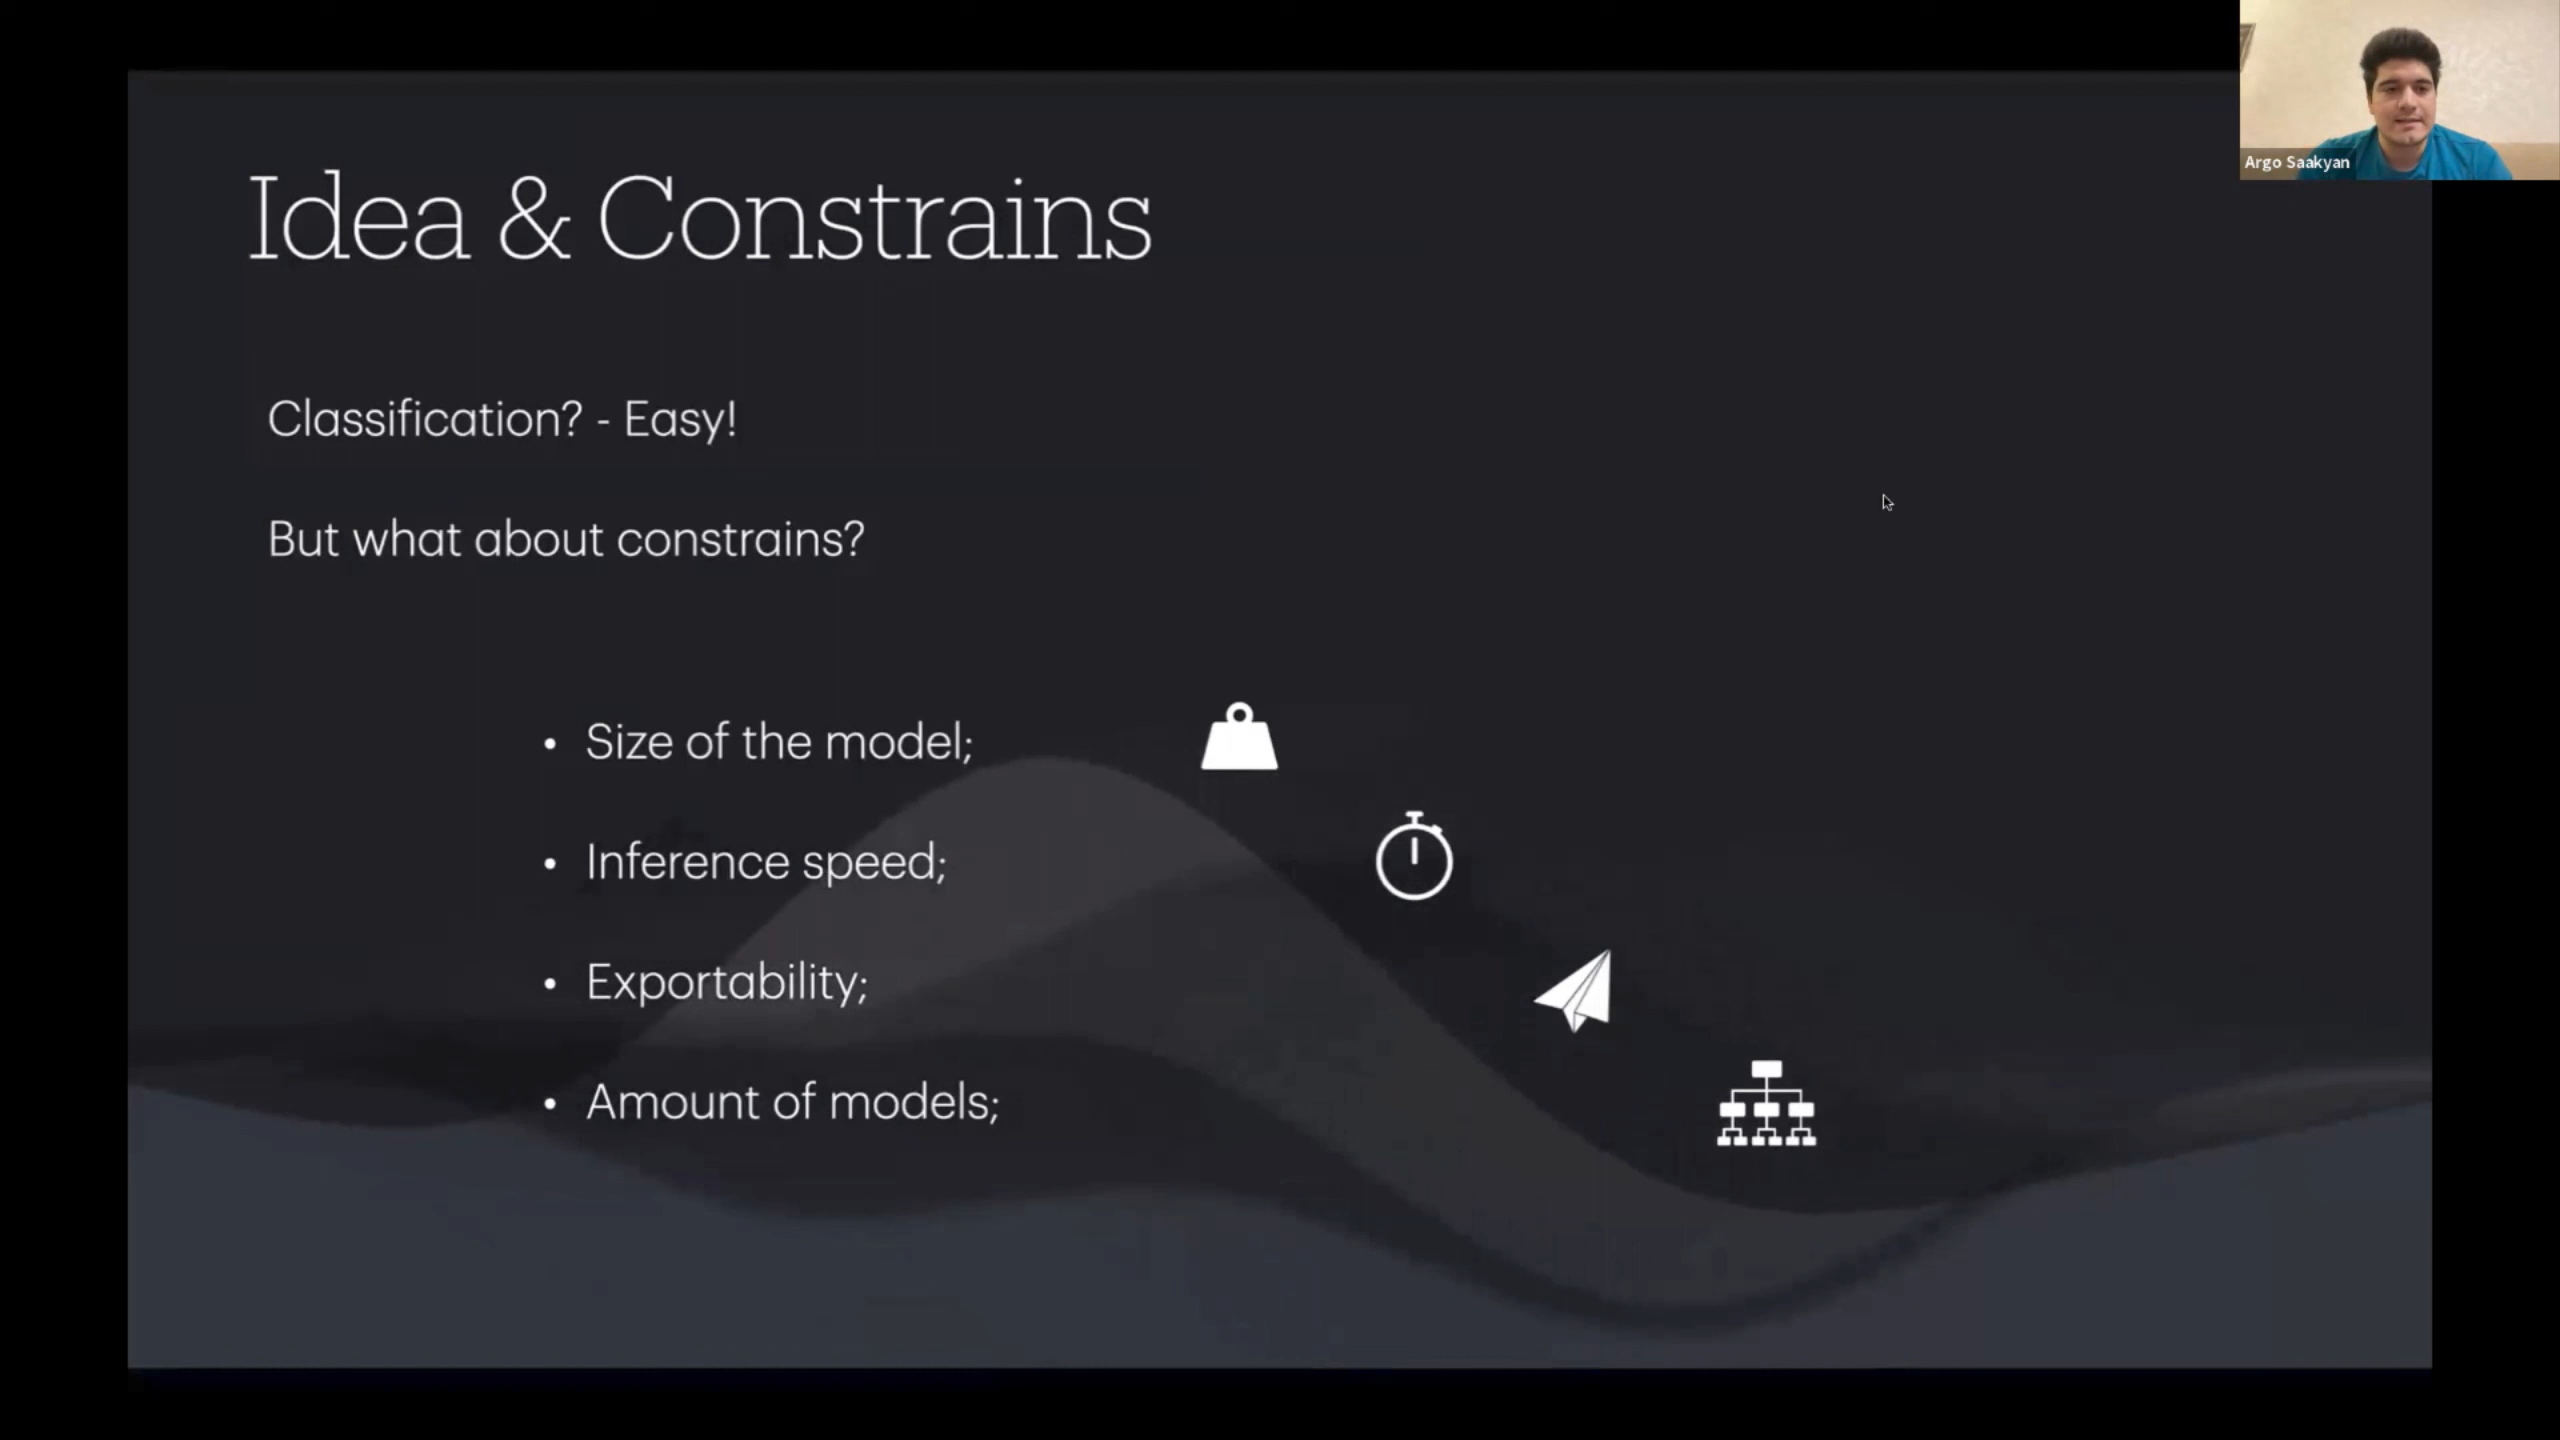 Argo Saakyan
Idea & Constrains
Classification? - Easy!
But what about constrains?
• Size of the model;
• Inference speed;
• Exportability;
• Amount of models;